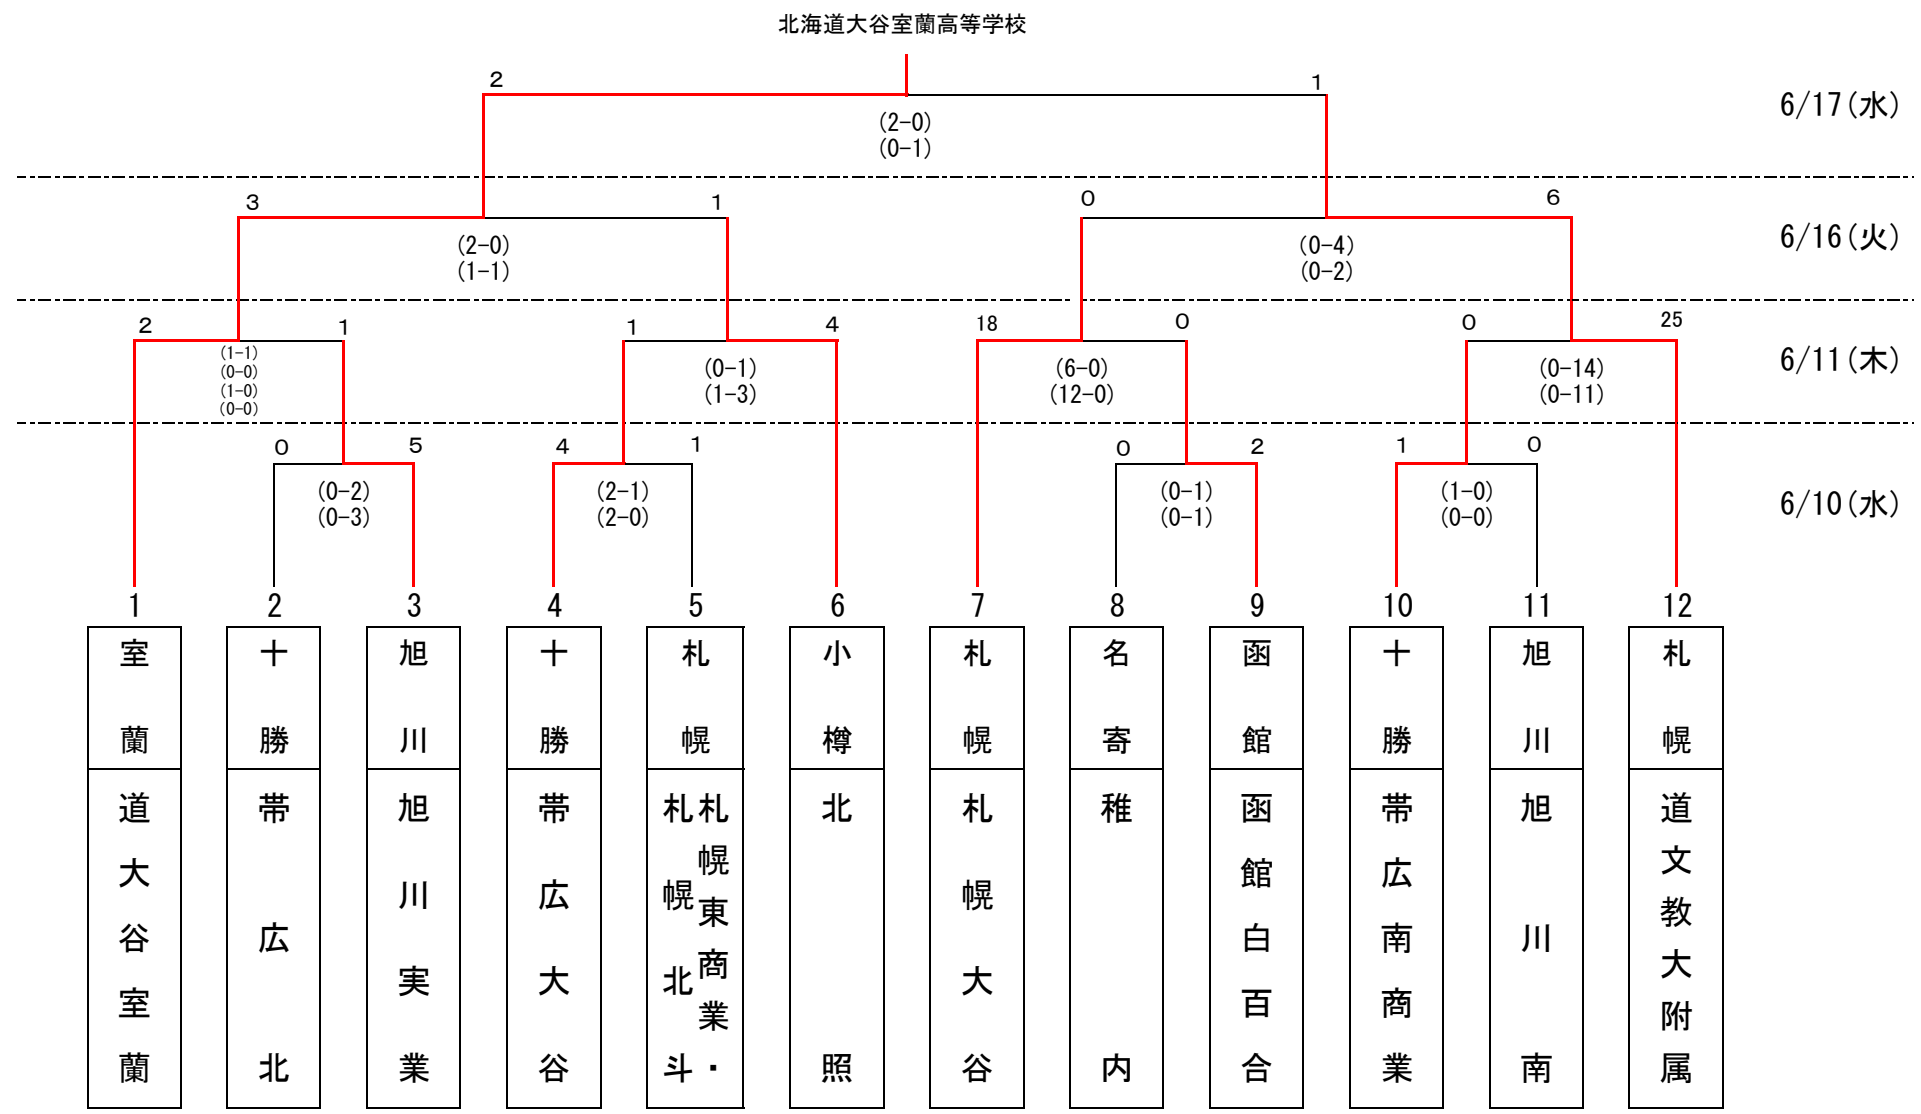 北海道大谷室蘭高等学校
2 1
(2-0)
(0-1)
6/17(水)
3 1 0 6
(2-0)
(1-1)
(0-4)
(0-2)
6/16(火)
2 1 1 4 18 0 0 25
(1-1)
(0-0)
(1-0)
(0-0)
(0-1)
(1-3)
(6-0)
(12-0)
(0-14)
(0-11)
6/11(木)
0 5 4 1 0 2 1 0
(0-2)
(0-3)
(2-1)
(2-0)
(0-1)
(0-1)
(1-0)
(0-0)
6/10(水)
1 2 3 4 5 6 7 8 9 10 11 12
室蘭
道大谷室蘭
十勝
帯広北
旭川
旭川実業
十勝
帯広大谷
札幌
札幌東商業・
札幌北斗
小樽
北照
札幌
札幌大谷
名寄
稚内
函館
函館白百合
十勝
帯広南商業
旭川
旭川南
札幌
道文教大附属